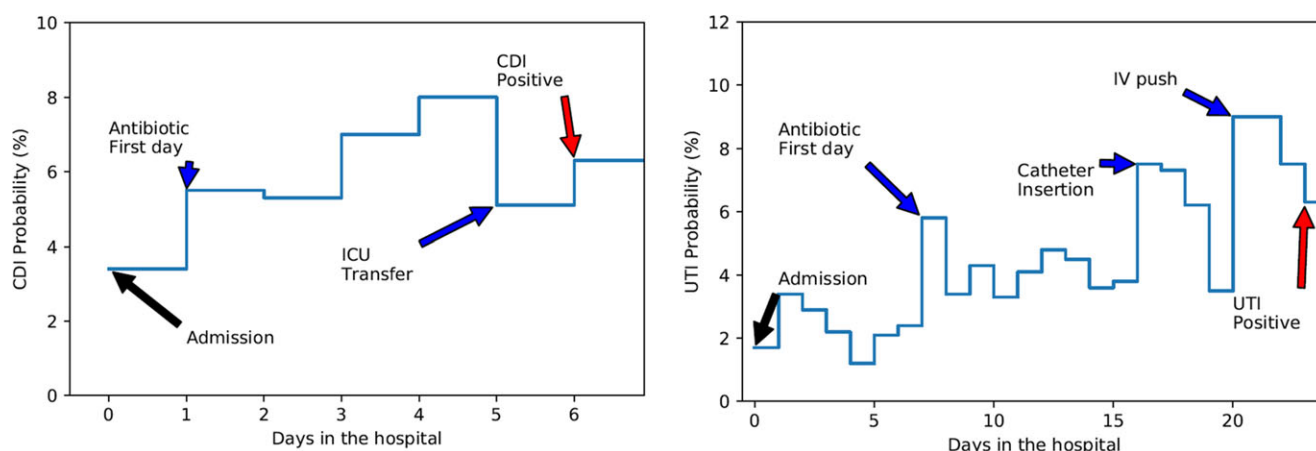 10
8
6
4
2
0
CDI Probability (%)
Antibiotic
First day
CDI
Positive
ICU
Transfer
Admission
0 1 2 3 4 5 6
Days in the hospital
12
10
8
6
4
2
0
UTI Probability (%)
IV push
Antibiotic
First day
Catheter
Insertion
Admission
UTI
Positive
0 5 10 15 20
Days in the hospital